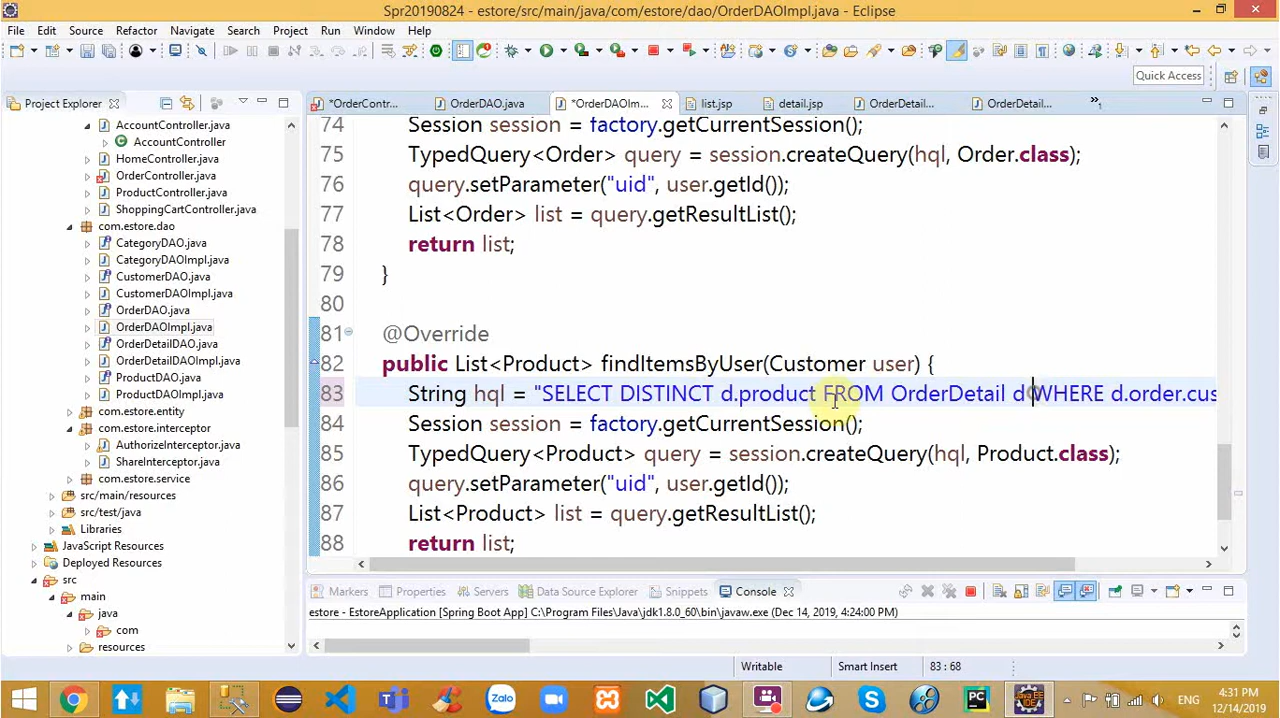 Spr20190824 - estore/src/main/java/com/estore/dao/OrderDAOImpl.java - Eclipse
File Edit Source Refactor Navigate Search Project Run Window Help
Quick Access
Project Explorer
*OrderContr... OrderDAO.java *OrderDAOIm... list.jsp detail.jsp OrderDetail... OrderDetail... »1
AccountController.java
AccountController
HomeController.java
OrderController.java
ProductController.java
ShoppingCartController.java
com.estore.dao
CategoryDAO.java
CategoryDAOImpl.java
CustomerDAO.java
CustomerDAOImpl.java
OrderDAO.java
OrderDAOImpl.java
OrderDetailDAO.java
OrderDetailDAOImpl.java
ProductDAO.java
ProductDAOImpl.java
com.estore.entity
com.estore.interceptor
AuthorizeInterceptor.java
ShareInterceptor.java
com.estore.service
src/main/resources
src/test/java
Libraries
JavaScript Resources
Deployed Resources
src
main
java
com
resources
74 Session session = factory.getCurrentSession();
75 TypedQuery<Order> query = session.createQuery(hql, Order.class);
76 query.setParameter("uid", user.getId());
77 List<Order> list = query.getResultList();
78 return list;
79 }
80
81 @Override
82 public List<Product> findItemsByUser(Customer user) {
83 String hql = "SELECT DISTINCT d.product FROM OrderDetail d WHERE d.order.cus
84 Session session = factory.getCurrentSession();
85 TypedQuery<Product> query = session.createQuery(hql, Product.class);
86 query.setParameter("uid", user.getId());
87 List<Product> list = query.getResultList();
88 return list;
Markers Properties Servers Data Source Explorer Snippets Console
estore - EstoreApplication [Spring Boot App] C:\Program Files\Java\jdk1.8.0_60\bin\javaw.exe (Dec 14, 2019, 4:24:00 PM)
Writable Smart Insert 83 : 68
Zalo
PC
ENG
4:31 PM
12/14/2019